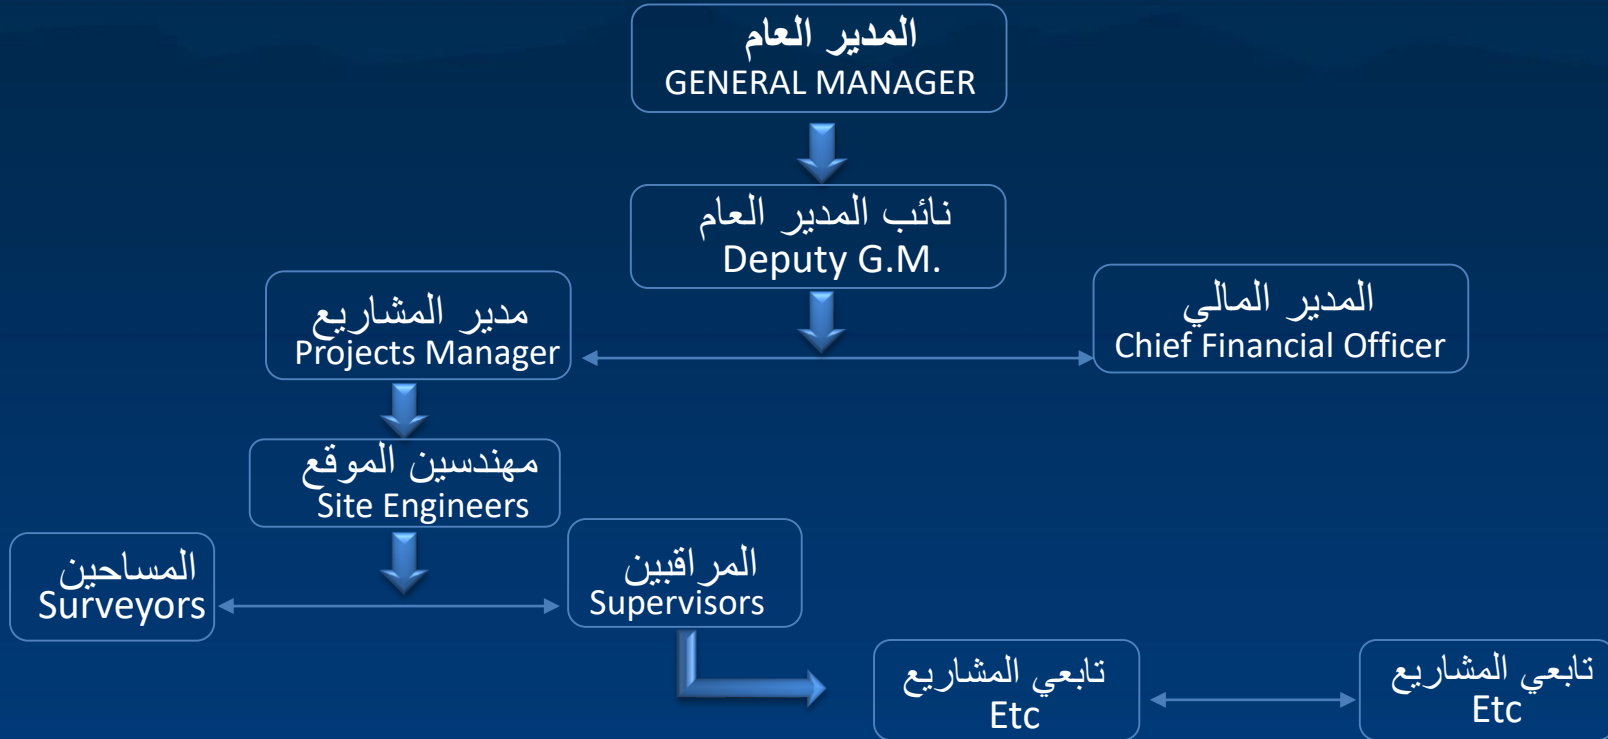 المدير العام
GENERAL MANAGER
نائب المدير العام
Deputy G.M.
مدير المشاريع
Projects Manager
المدير المالي
Chief Financial Officer
مهندسين الموقع
Site Engineers
المساحين
Surveyors
المراقبين
Supervisors
تابعي المشاريع
Etc
تابعي المشاريع
Etc